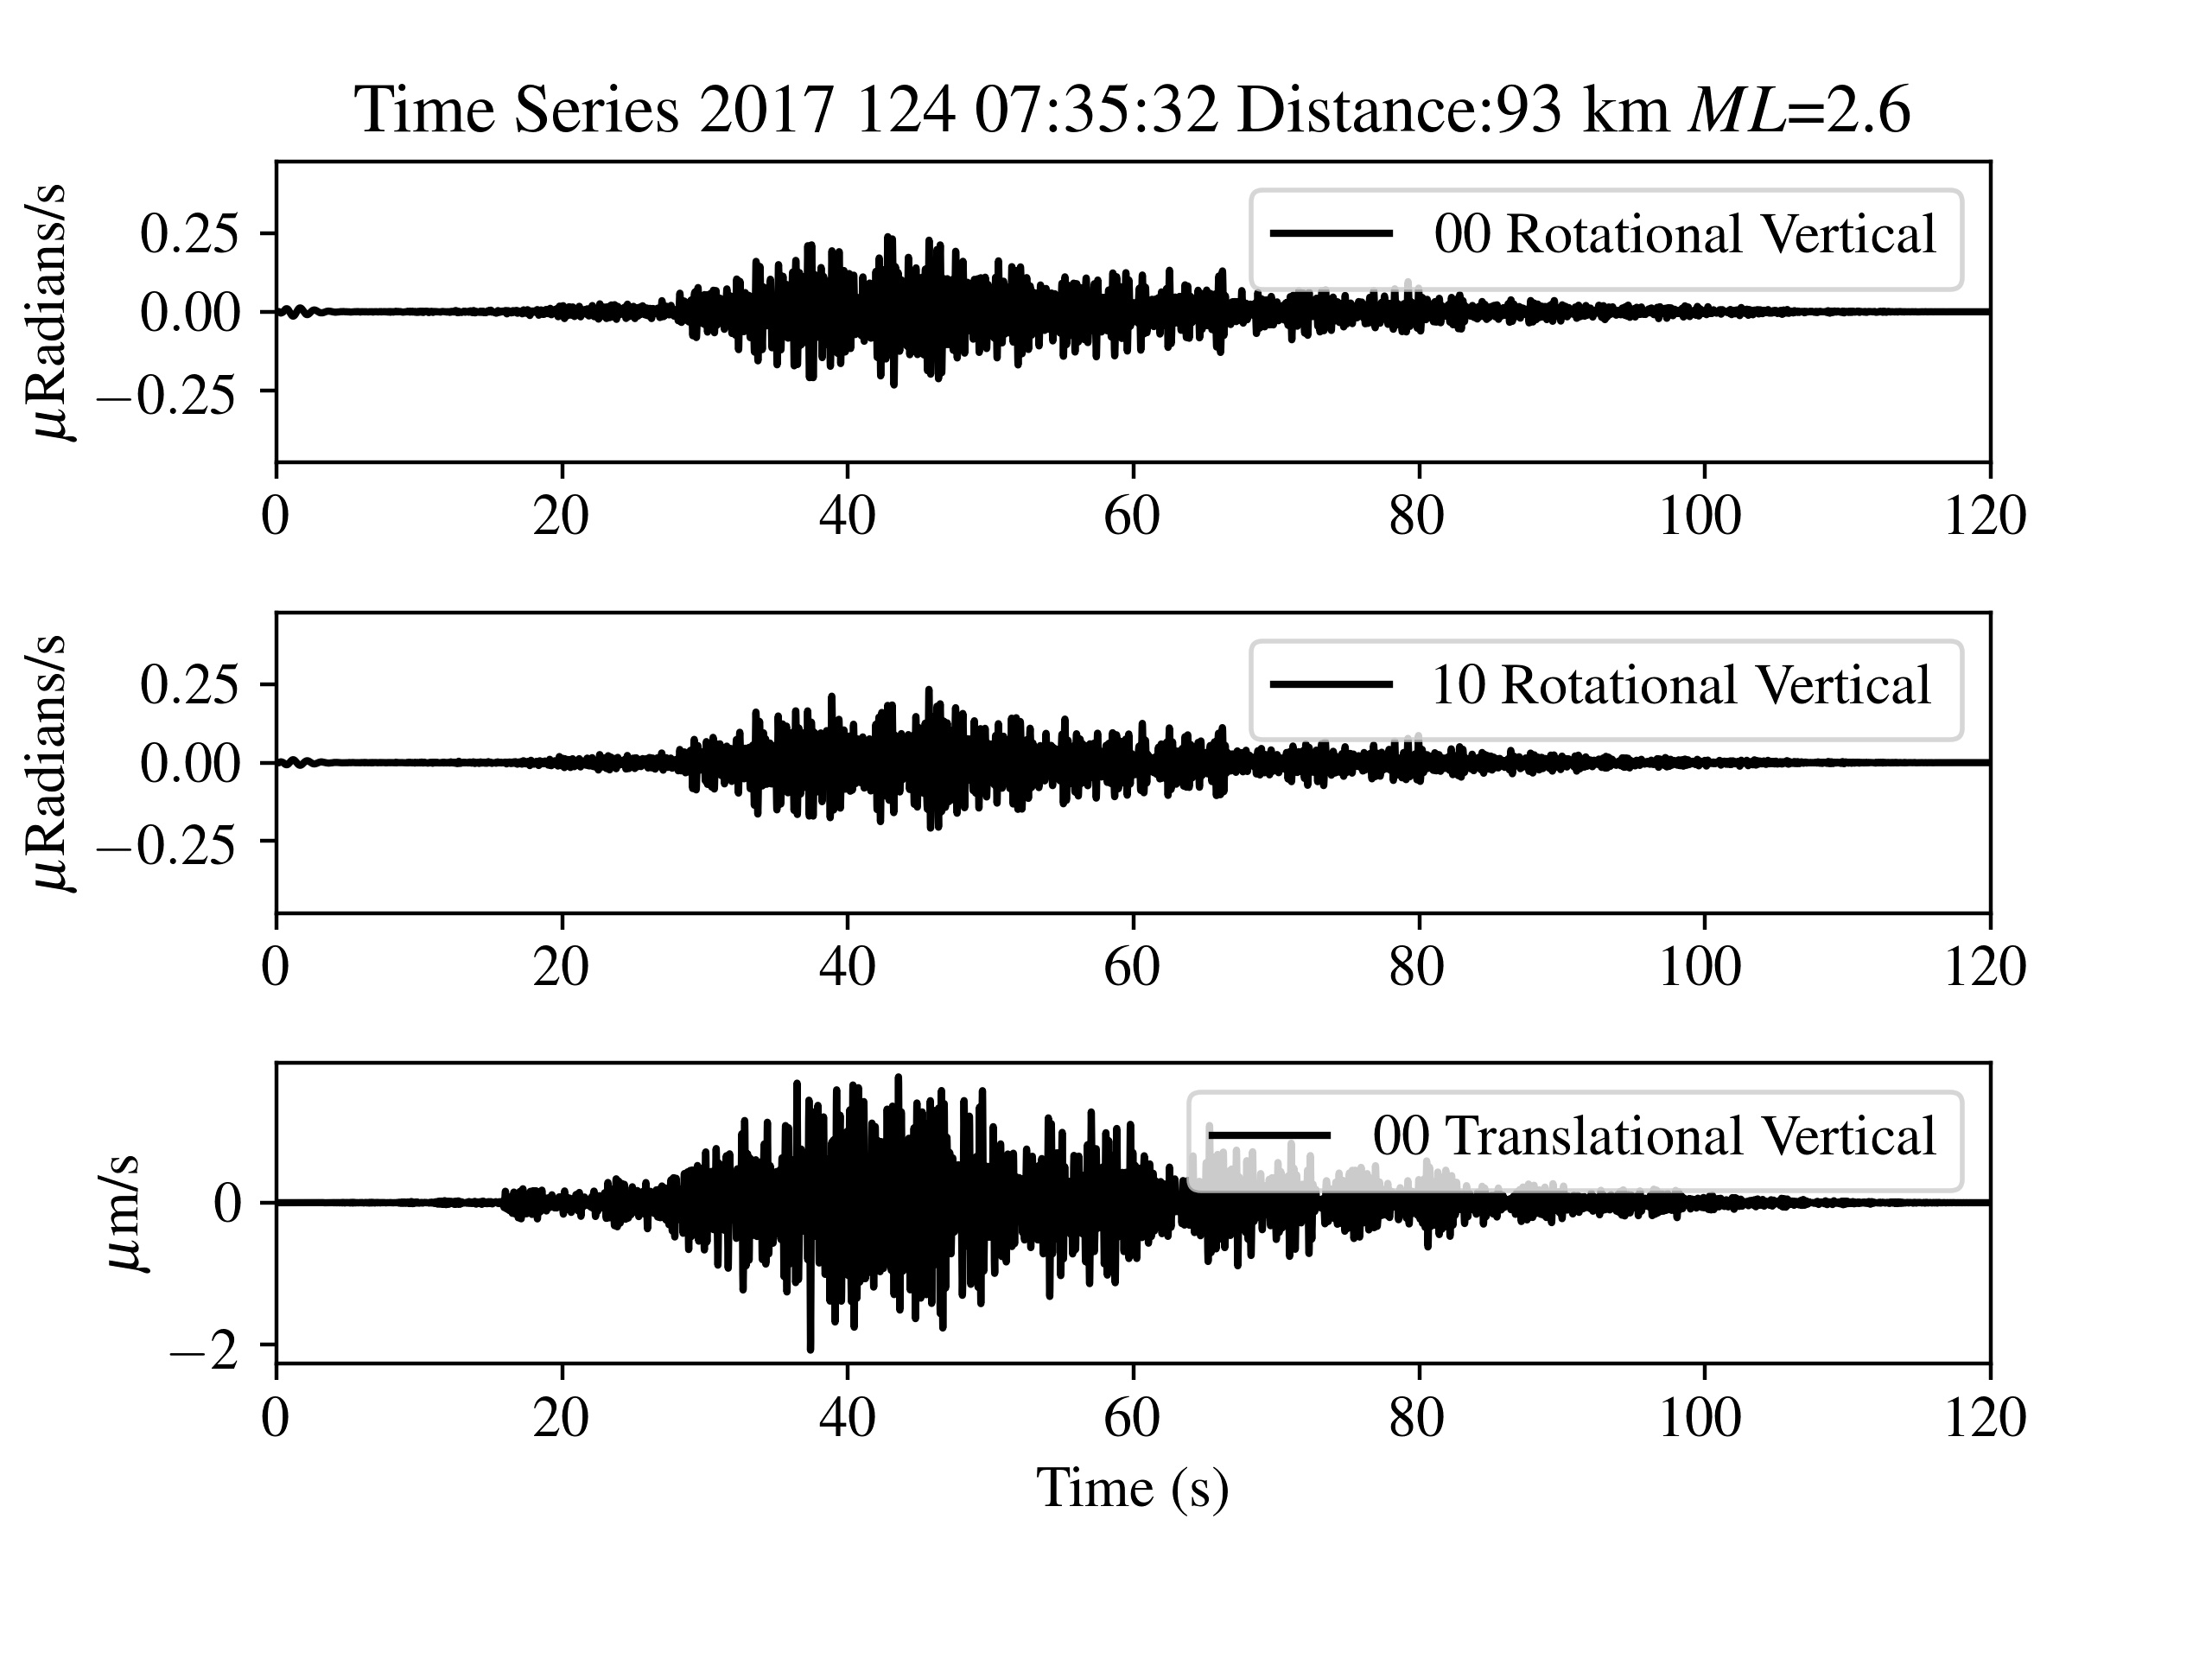 Time Series 2017 124 07:35:32 Distance:93 km ML=2.6
μRadians/s
0.25
0.00
−0.25
00 Rotational Vertical
0 20 40 60 80 100 120
μRadians/s
0.25
0.00
−0.25
10 Rotational Vertical
0 20 40 60 80 100 120
μm/s
0
−2
00 Translational Vertical
0 20 40 60 80 100 120
Time (s)